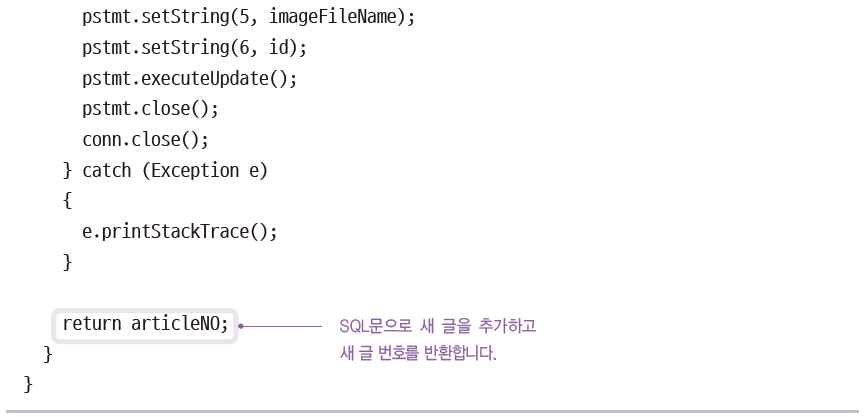 pstmt.setString(5, imageFileName);
pstmt.setString(6, id);
pstmt.executeUpdate();
pstmt.close();
conn.close();
} catch (Exception e)
{
e.printStackTrace();
}
return articleNO;
SQL문으로 새 글을 추가하고
새 글 번호를 반환합니다.
}
}